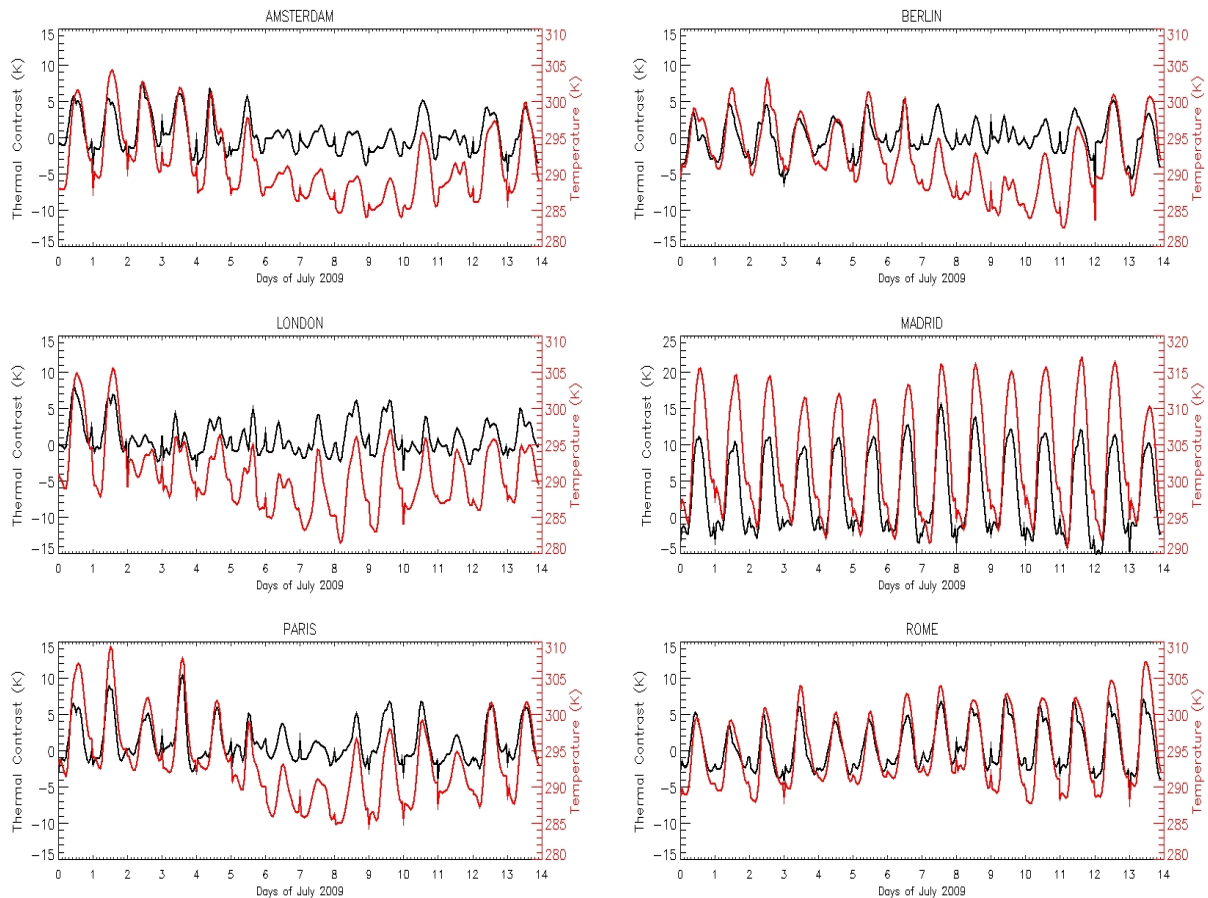 AMSTERDAM
Thermal Contrast (K)
15
10
5
0
−5
−10
−15
Temperature (K)
310
305
300
295
290
285
280
0 1 2 3 4 5 6 7 8 9 10 11 12 13 14
Days of July 2009
BERLIN
Thermal Contrast (K)
15
10
5
0
−5
−10
−15
Temperature (K)
310
305
300
295
290
285
280
0 1 2 3 4 5 6 7 8 9 10 11 12 13 14
Days of July 2009
LONDON
Thermal Contrast (K)
15
10
5
0
−5
−10
−15
Temperature (K)
310
305
300
295
290
285
280
0 1 2 3 4 5 6 7 8 9 10 11 12 13 14
Days of July 2009
MADRID
Thermal Contrast (K)
25
20
15
10
5
0
−5
Temperature (K)
320
315
310
305
300
295
290
0 1 2 3 4 5 6 7 8 9 10 11 12 13 14
Days of July 2009
PARIS
Thermal Contrast (K)
15
10
5
0
−5
−10
−15
Temperature (K)
310
305
300
295
290
285
280
0 1 2 3 4 5 6 7 8 9 10 11 12 13 14
Days of July 2009
ROME
Thermal Contrast (K)
15
10
5
0
−5
−10
−15
Temperature (K)
310
305
300
295
290
285
280
0 1 2 3 4 5 6 7 8 9 10 11 12 13 14
Days of July 2009